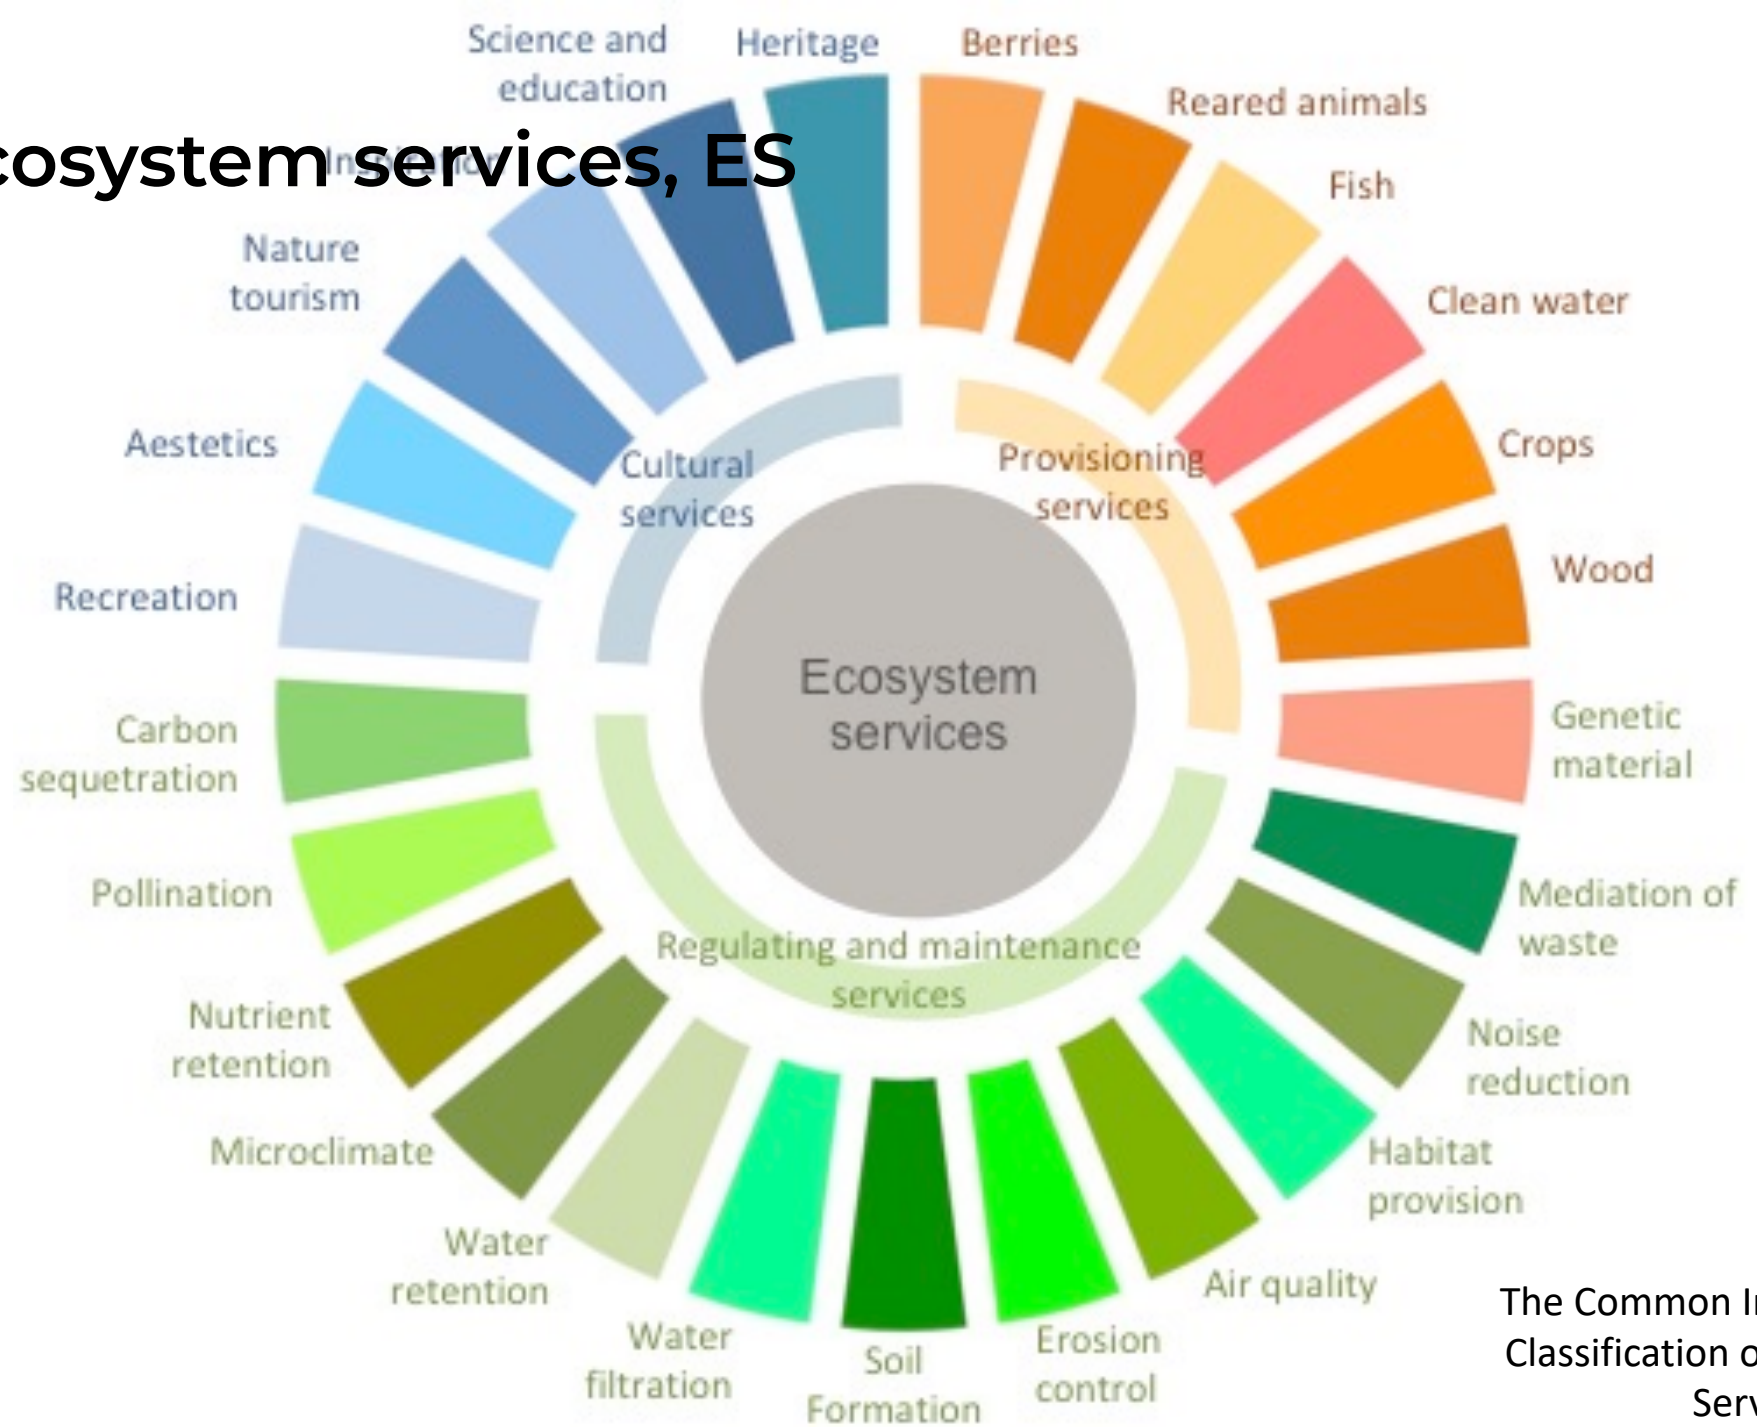 Science and
education
Heritage
Berries
Reared animals
cosystem services, ES
Inspiration
Fish
Nature
tourism
Clean water
Aestetics
Cultural
services
Provisioning
services
Crops
Recreation
Wood
Ecosystem
services
Carbon
sequetration
Genetic
material
Pollination
Mediation of
waste
Regulating and maintenance
services
Nutrient
retention
Noise
reduction
Microclimate
Habitat
provision
Water
retention
Air quality
Water
filtration
Soil
Formation
Erosion
control
The Common I
Classification o
Serv